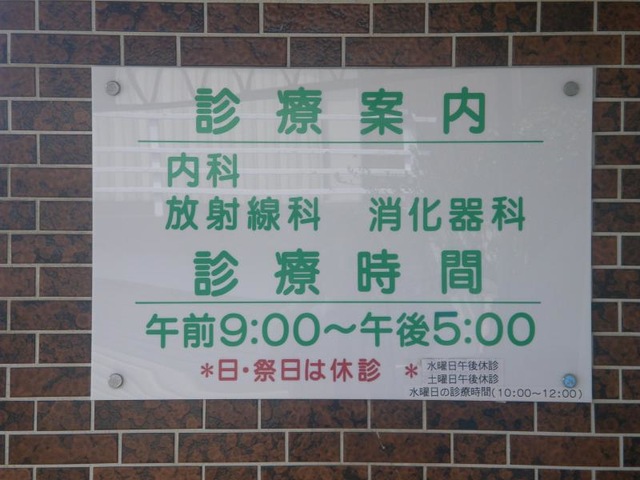 診療案内
内科
放射線科 消化器科
診療時間
午前9:00～午後5:00
*日・祭日は休診 *
水曜日午後休診
土曜日午後休診
水曜日の診療時間(10:00～12:00)